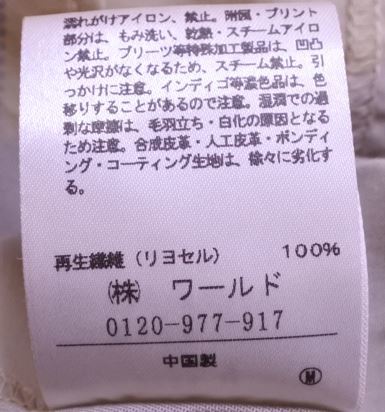 濡れがけアイロン、禁止。附属・プリント
部分は、もみ洗い、乾熱・スチームアイロ
ン禁止。プリーツ等特殊加工製品は、凹凸
や光沢がなくなるため、スチーム禁止。引
っかけに注意。インディゴ等濃色品は、色
移りすることがあるので注意。湿潤での過
剰な摩擦は、毛羽立ち・白化の原因となる
ため注意。合成皮革・人工皮革・ボンディ
ング・コーティング生地は、徐々に劣化す
る。
再生繊維（リヨセル） 100%
㈱ ワールド
0120-977-917
中国製
Ⓜ